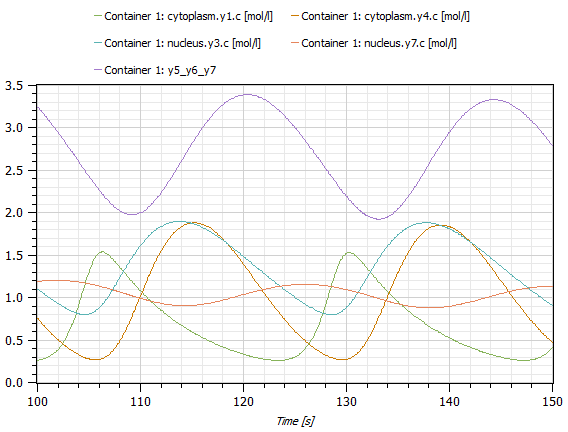 Container 1: cytoplasm.y1.c [mol/l] Container 1: cytoplasm.y4.c [mol/l]
Container 1: nucleus.y3.c [mol/l] Container 1: nucleus.y7.c [mol/l]
Container 1: y5_y6_y7
3.5
3.0
2.5
2.0
1.5
1.0
0.5
0.0
100 110 120 130 140 150
Time [s]